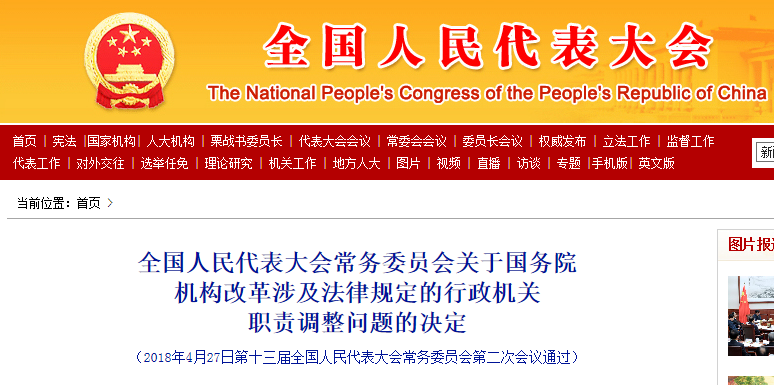 全国人民代表大会
The National People's Congress of the People's Republic of China
首页 | 宪法 |国家机构| 人大机构 | 栗战书委员长 | 代表大会会议 | 常委会会议 | 委员长会议 | 权威发布 | 立法工作 | 监督工作
代表工作 | 对外交往 | 选举任免 | 理论研究 | 机关工作 | 地方人大 | 图片 | 视频 | 直播 | 访谈 | 专题 |手机版| 英文版
新
当前位置：首页 >
全国人民代表大会常务委员会关于国务院
机构改革涉及法律规定的行政机关
职责调整问题的决定
（2018年4月27日第十三届全国人民代表大会常务委员会第二次会议通过）
图片报